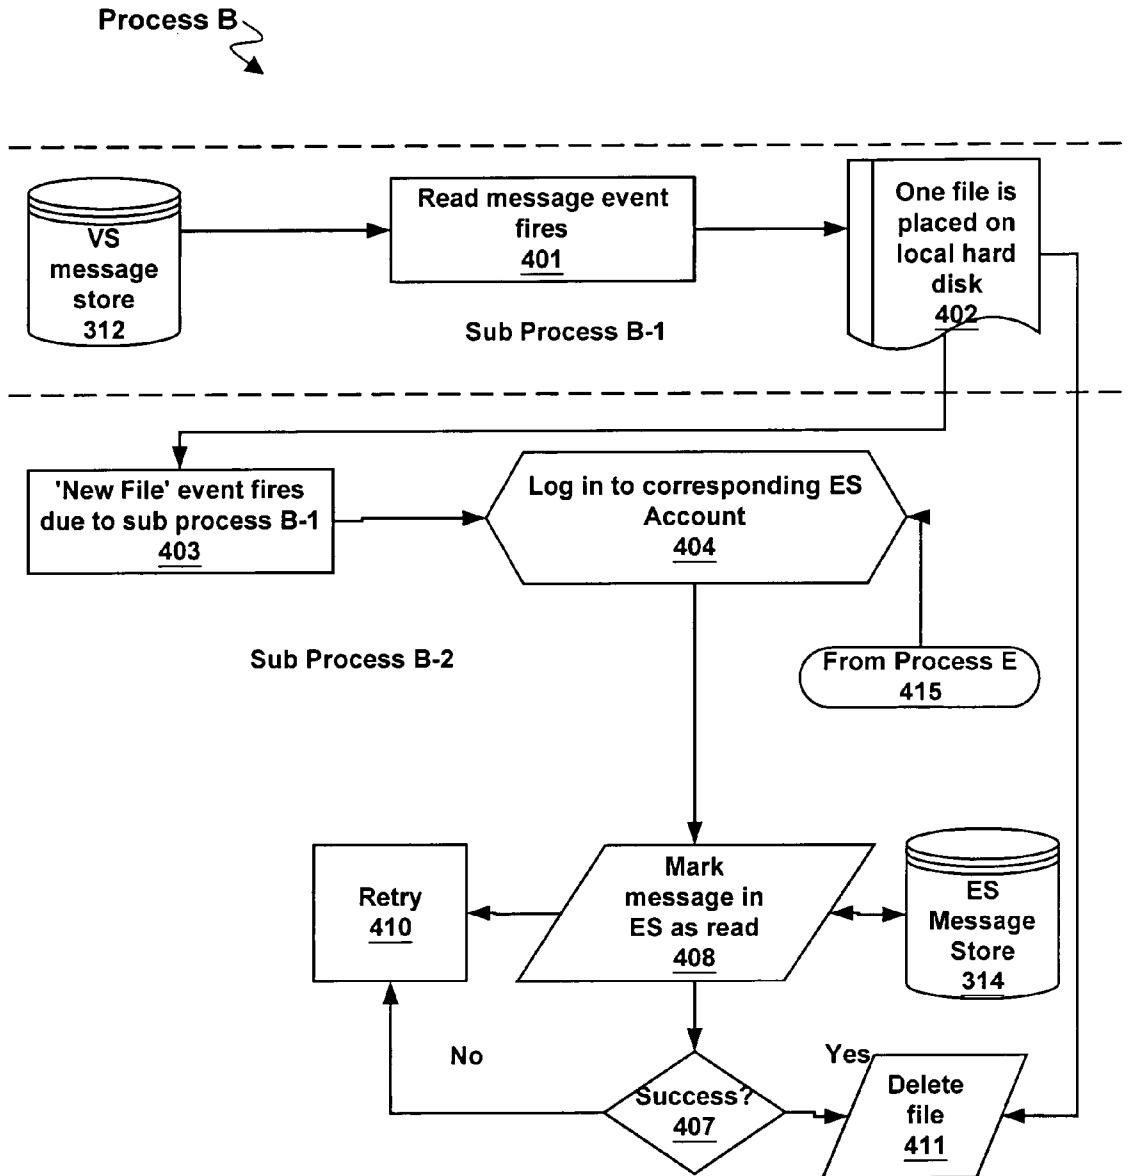 Process B
VS
message
store
312
Read message event
fires
401
One file is
placed on
local hard
disk
402
Sub Process B-1
'New File' event fires
due to sub process B-1
403
Log in to corresponding ES
Account
404
Sub Process B-2
From Process E
415
Retry
410
Mark
message in
ES as read
408
ES
Message
Store
314
No
Yes
Success?
407
Delete
file
411